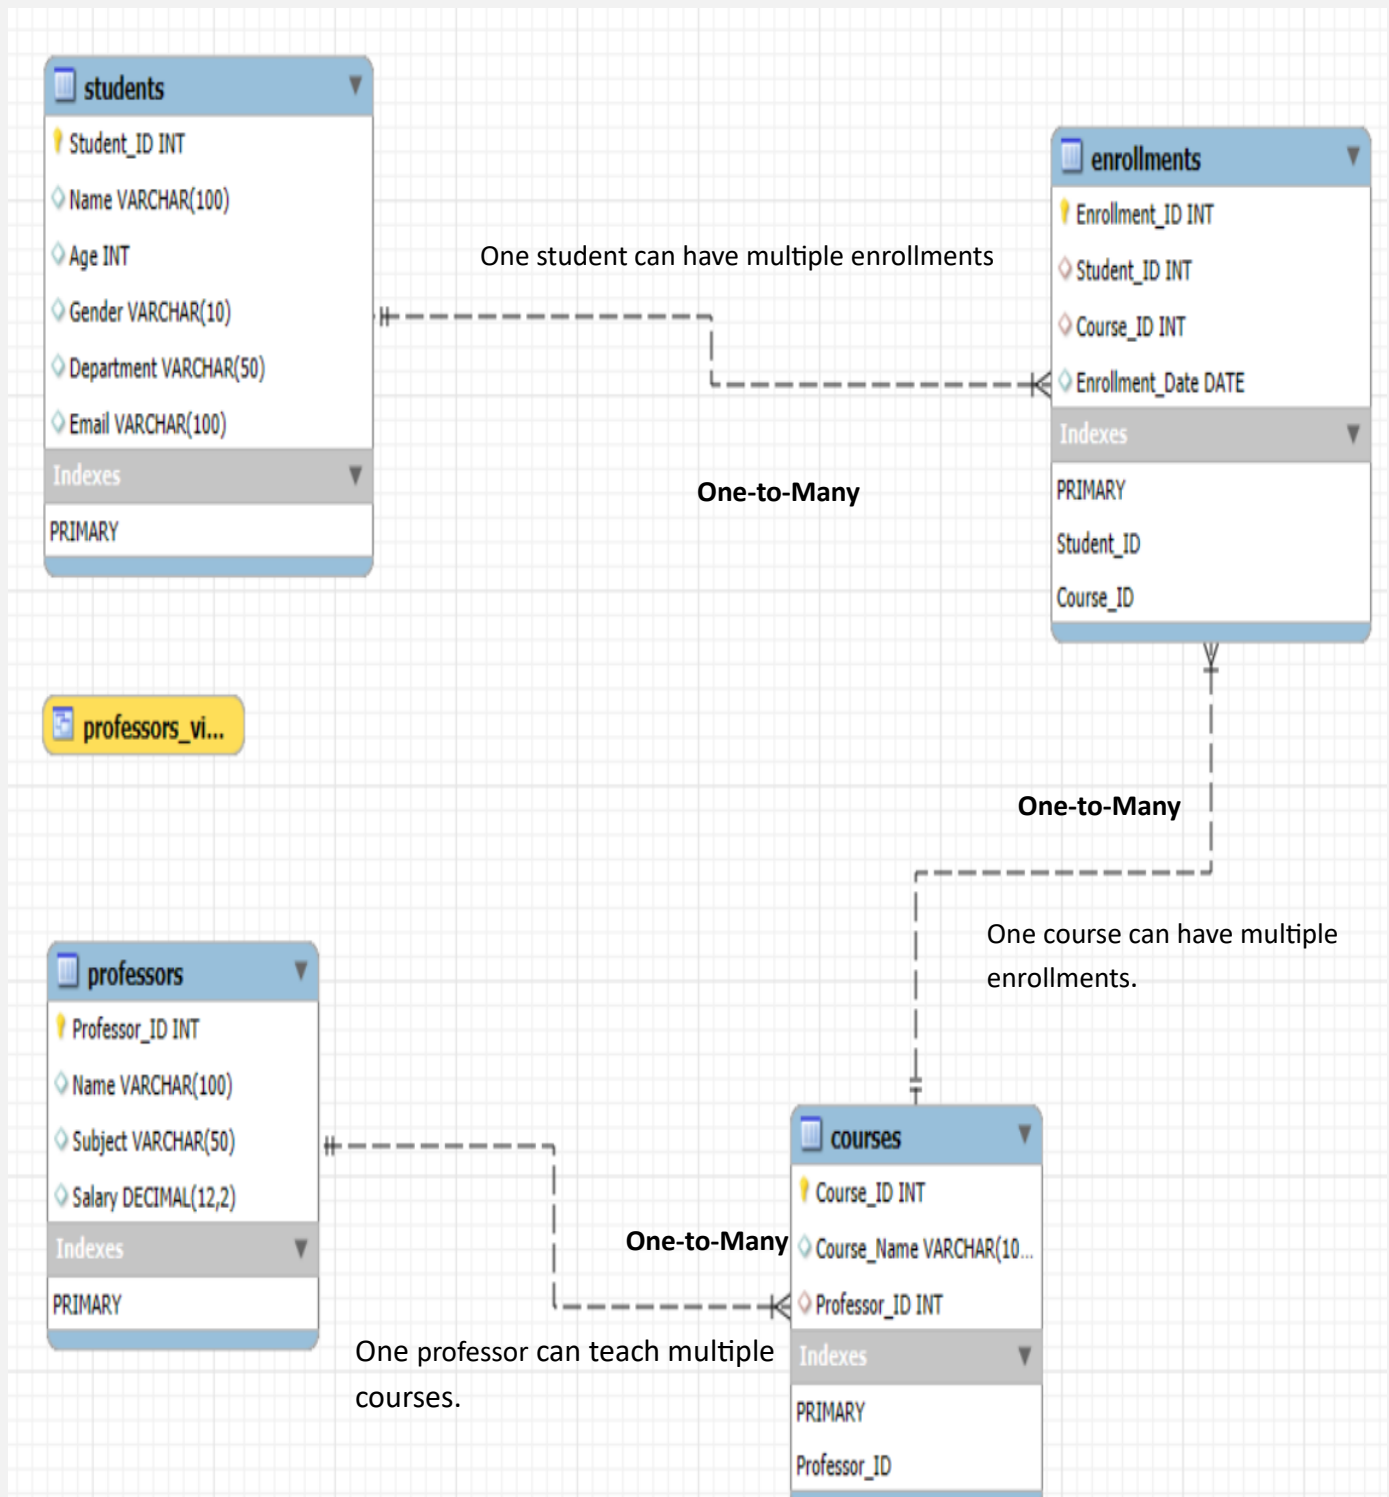 students
Student_ID INT
Name VARCHAR(100)
Age INT
Gender VARCHAR(10)
Department VARCHAR(50)
Email VARCHAR(100)
Indexes
PRIMARY
One student can have multiple enrollments
One-to-Many
enrollments
Enrollment_ID INT
Student_ID INT
Course_ID INT
Enrollment_Date DATE
Indexes
PRIMARY
Student_ID
Course_ID
professors_vi...
One-to-Many
One course can have multiple
enrollments.
professors
Professor_ID INT
Name VARCHAR(100)
Subject VARCHAR(50)
Salary DECIMAL(12,2)
Indexes
PRIMARY
One-to-Many
One professor can teach multiple
courses.
courses
Course_ID INT
Course_Name VARCHAR(10...
Professor_ID INT
Indexes
PRIMARY
Professor_ID